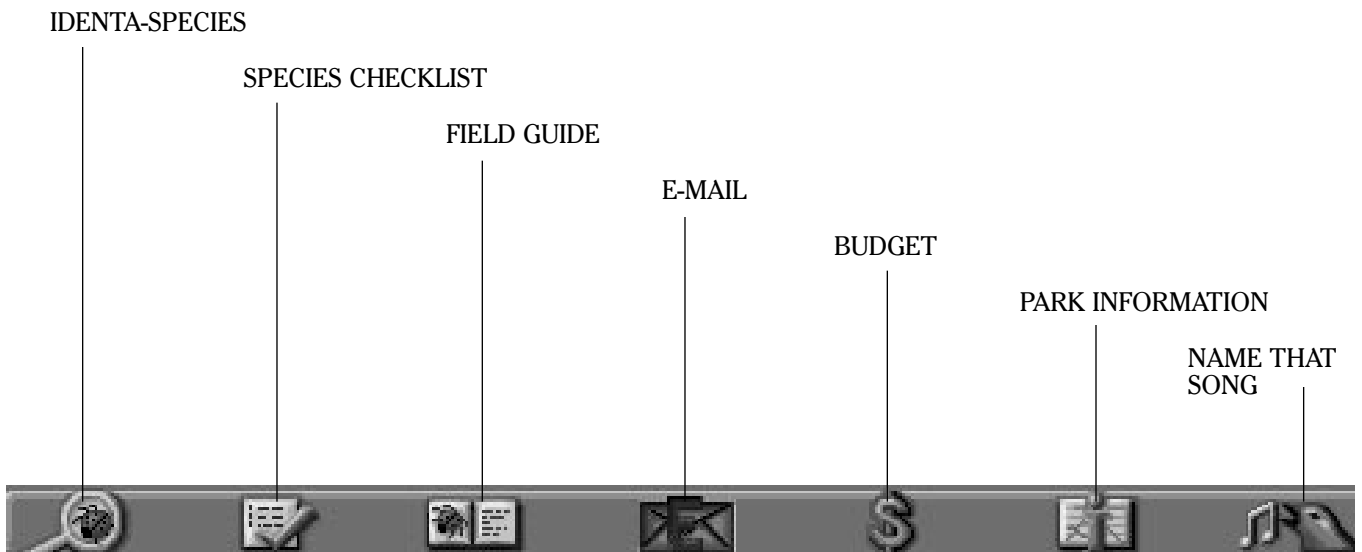 IDENTA-SPECIES
SPECIES CHECKLIST
FIELD GUIDE
E-MAIL
BUDGET
PARK INFORMATION
NAME THAT
SONG
E
$